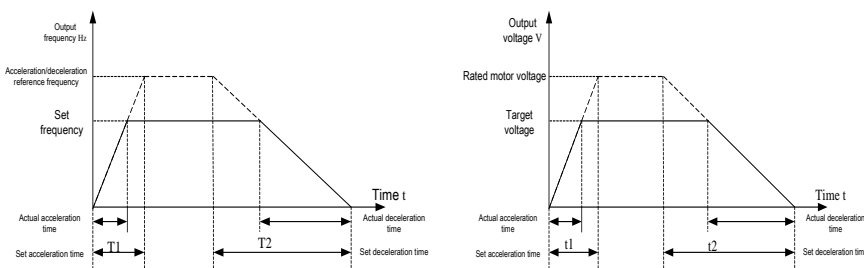 Output
frequency Hz
Acceleration/deceleration
reference frequency
Set
frequency
Time t
Actual acceleration
time
Actual deceleration
time
T1
T2
Set acceleration time
Set deceleration time
Output
voltage V
Rated motor voltage
Target
voltage
Time t
Actual acceleration
time
Actual deceleration
time
t1
t2
Set acceleration time
Set deceleration time